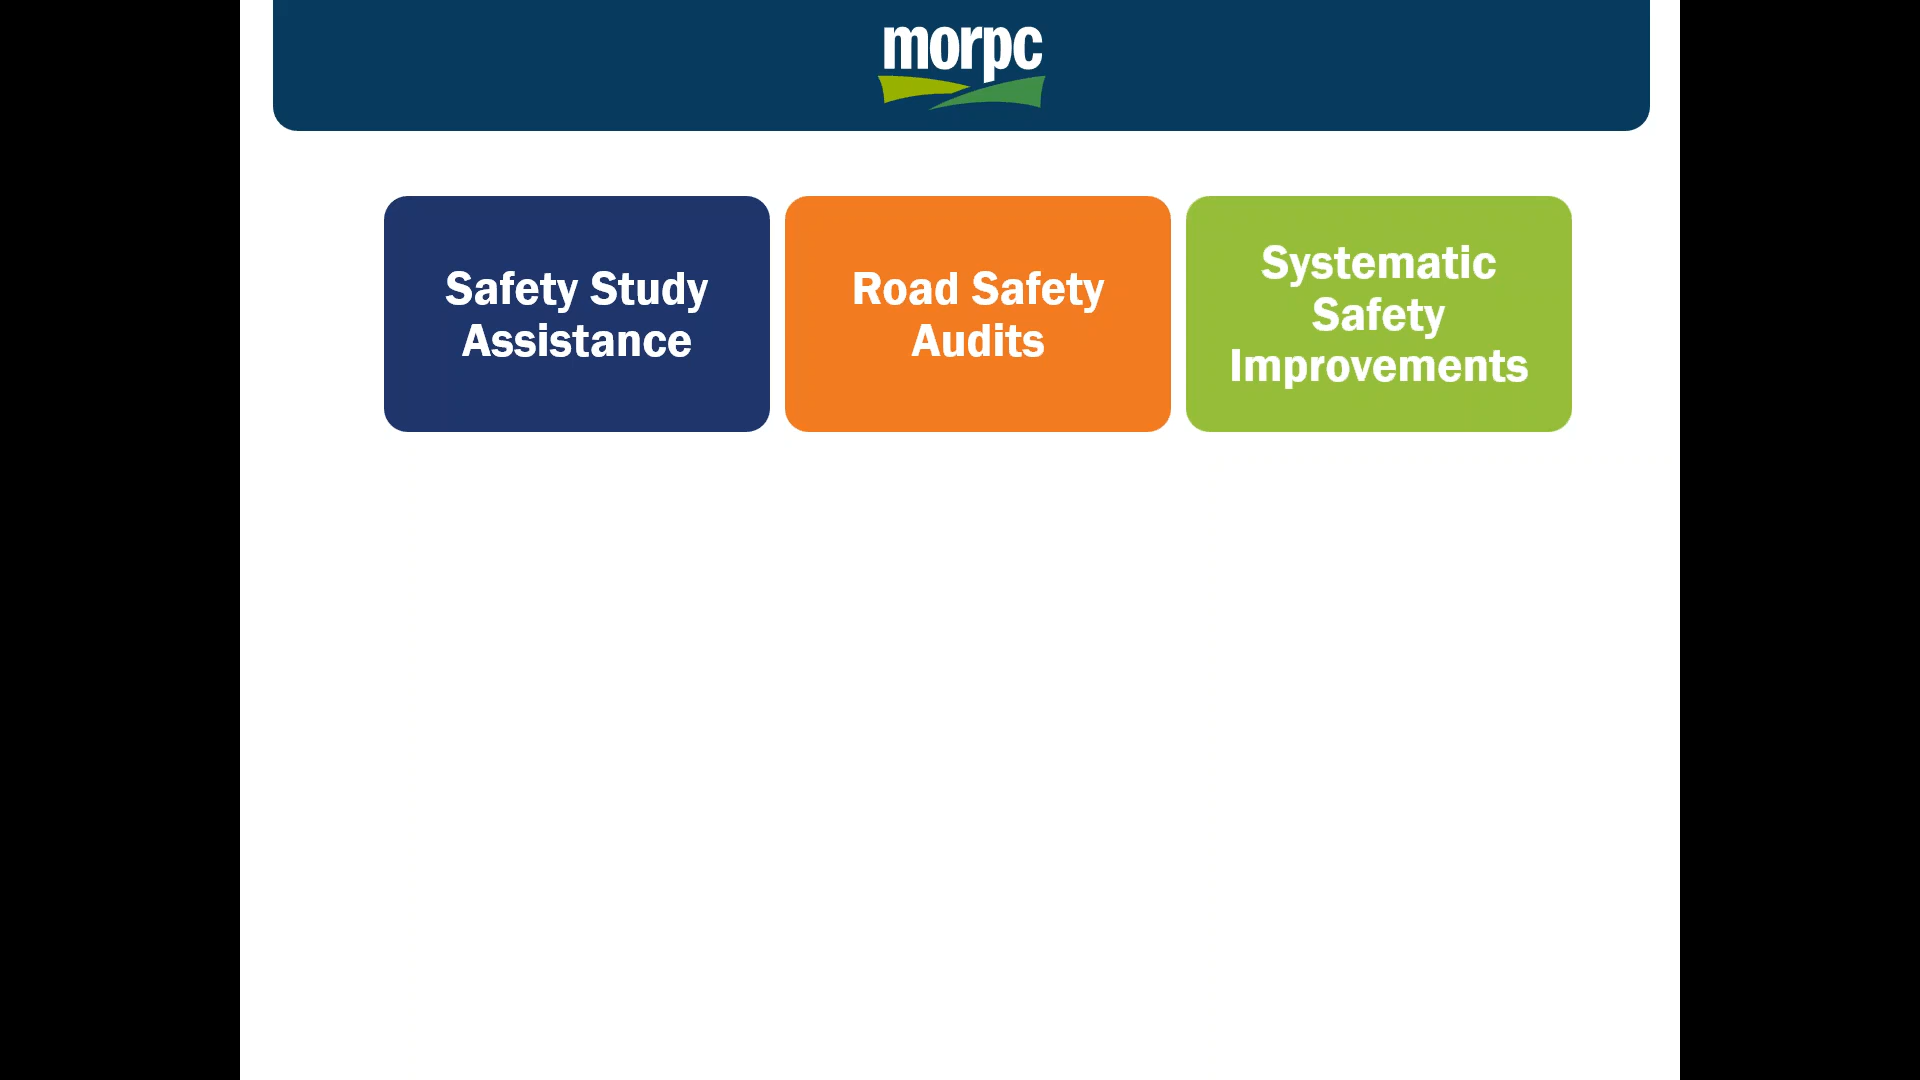 morpc
Safety Study
Assistance
Road Safety
Audits
Systematic
Safety
Improvements